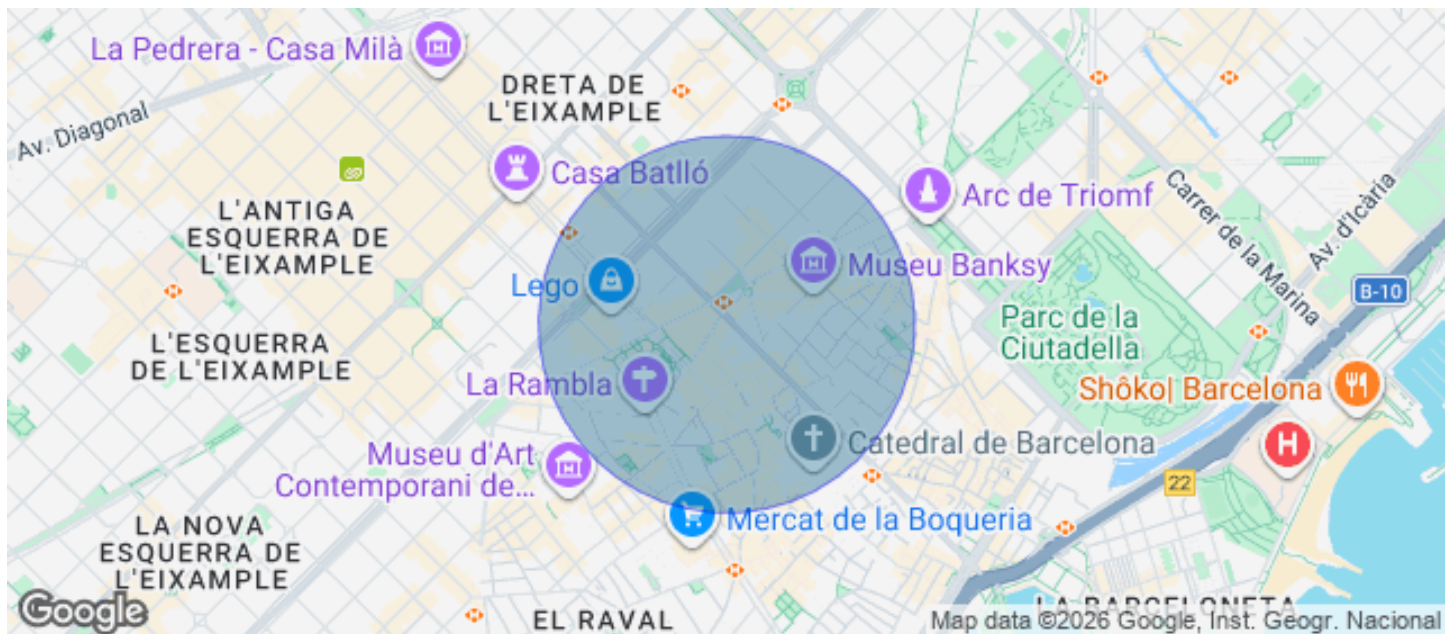 La Pedrera - Casa Milà
DRETA DE
L'EIXAMPLE
Av. Diagonal
Casa Batlló
Arc de Triomf
Carrer de la Marina
Av. d'Icària
L'ANTIGA
ESQUERRA DE
L'EIXAMPLE
Lego
Museu Banksy
B-10
Parc de la
Ciutadella
L'ESQUERRA
DE L'EIXAMPLE
La Rambla
Shôko| Barcelona
Museu d'Art
Contemporani de...
Catedral de Barcelona
H
22
LA NOVA
ESQUERRA DE
L'EIXAMPLE
Mercat de la Boqueria
Google
EL RAVAL
LA BARCELONETA
Map data ©2026 Google, Inst. Geogr. Nacional